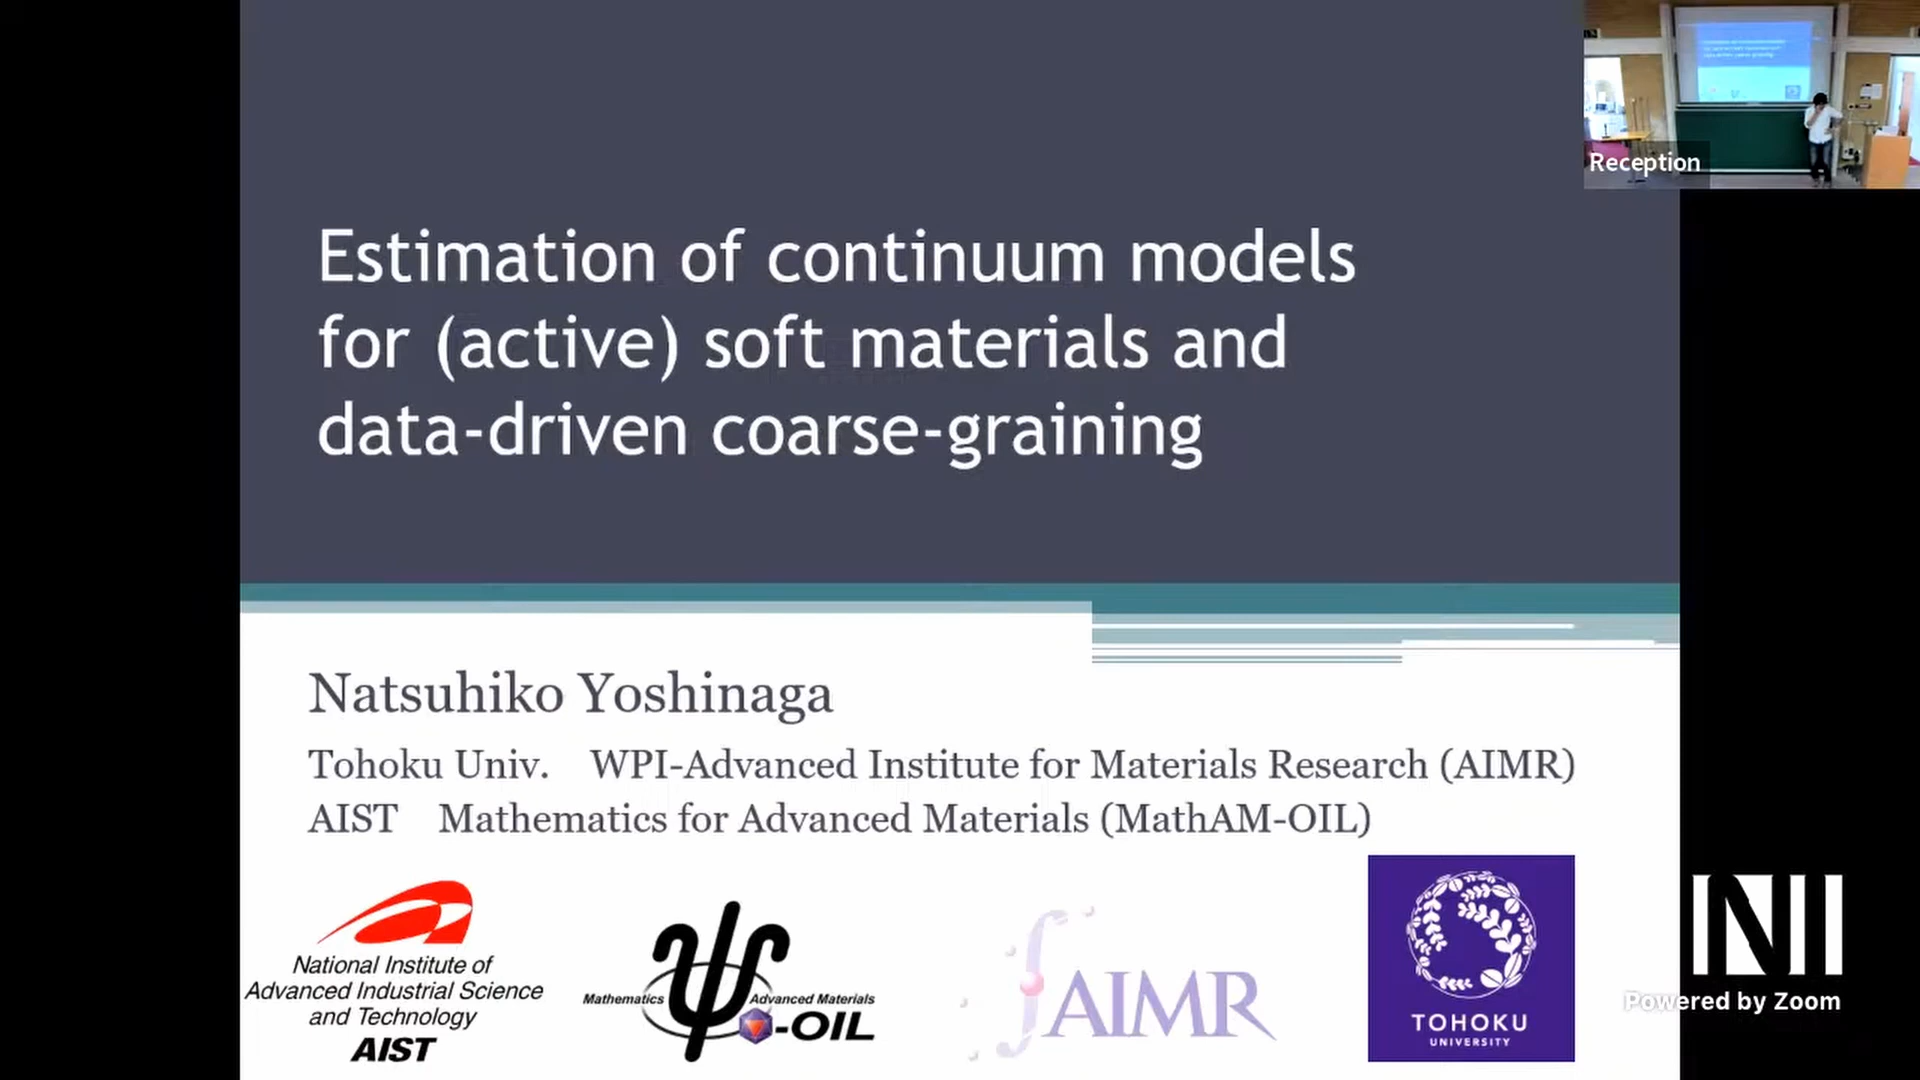 Reception
Estimation of continuum models
for (active) soft materials and
data-driven coarse-graining
Natsuhiko Yoshinaga
Tohoku Univ. WPI-Advanced Institute for Materials Research (AIMR)
AIST Mathematics for Advanced Materials (MathAM-OIL)
National Institute of
Advanced Industrial Science
and Technology
AIST
Mathematics Advanced Materials
-OIL
AIMR
TOHOKU
UNIVERSITY
NI
Powered by Zoom